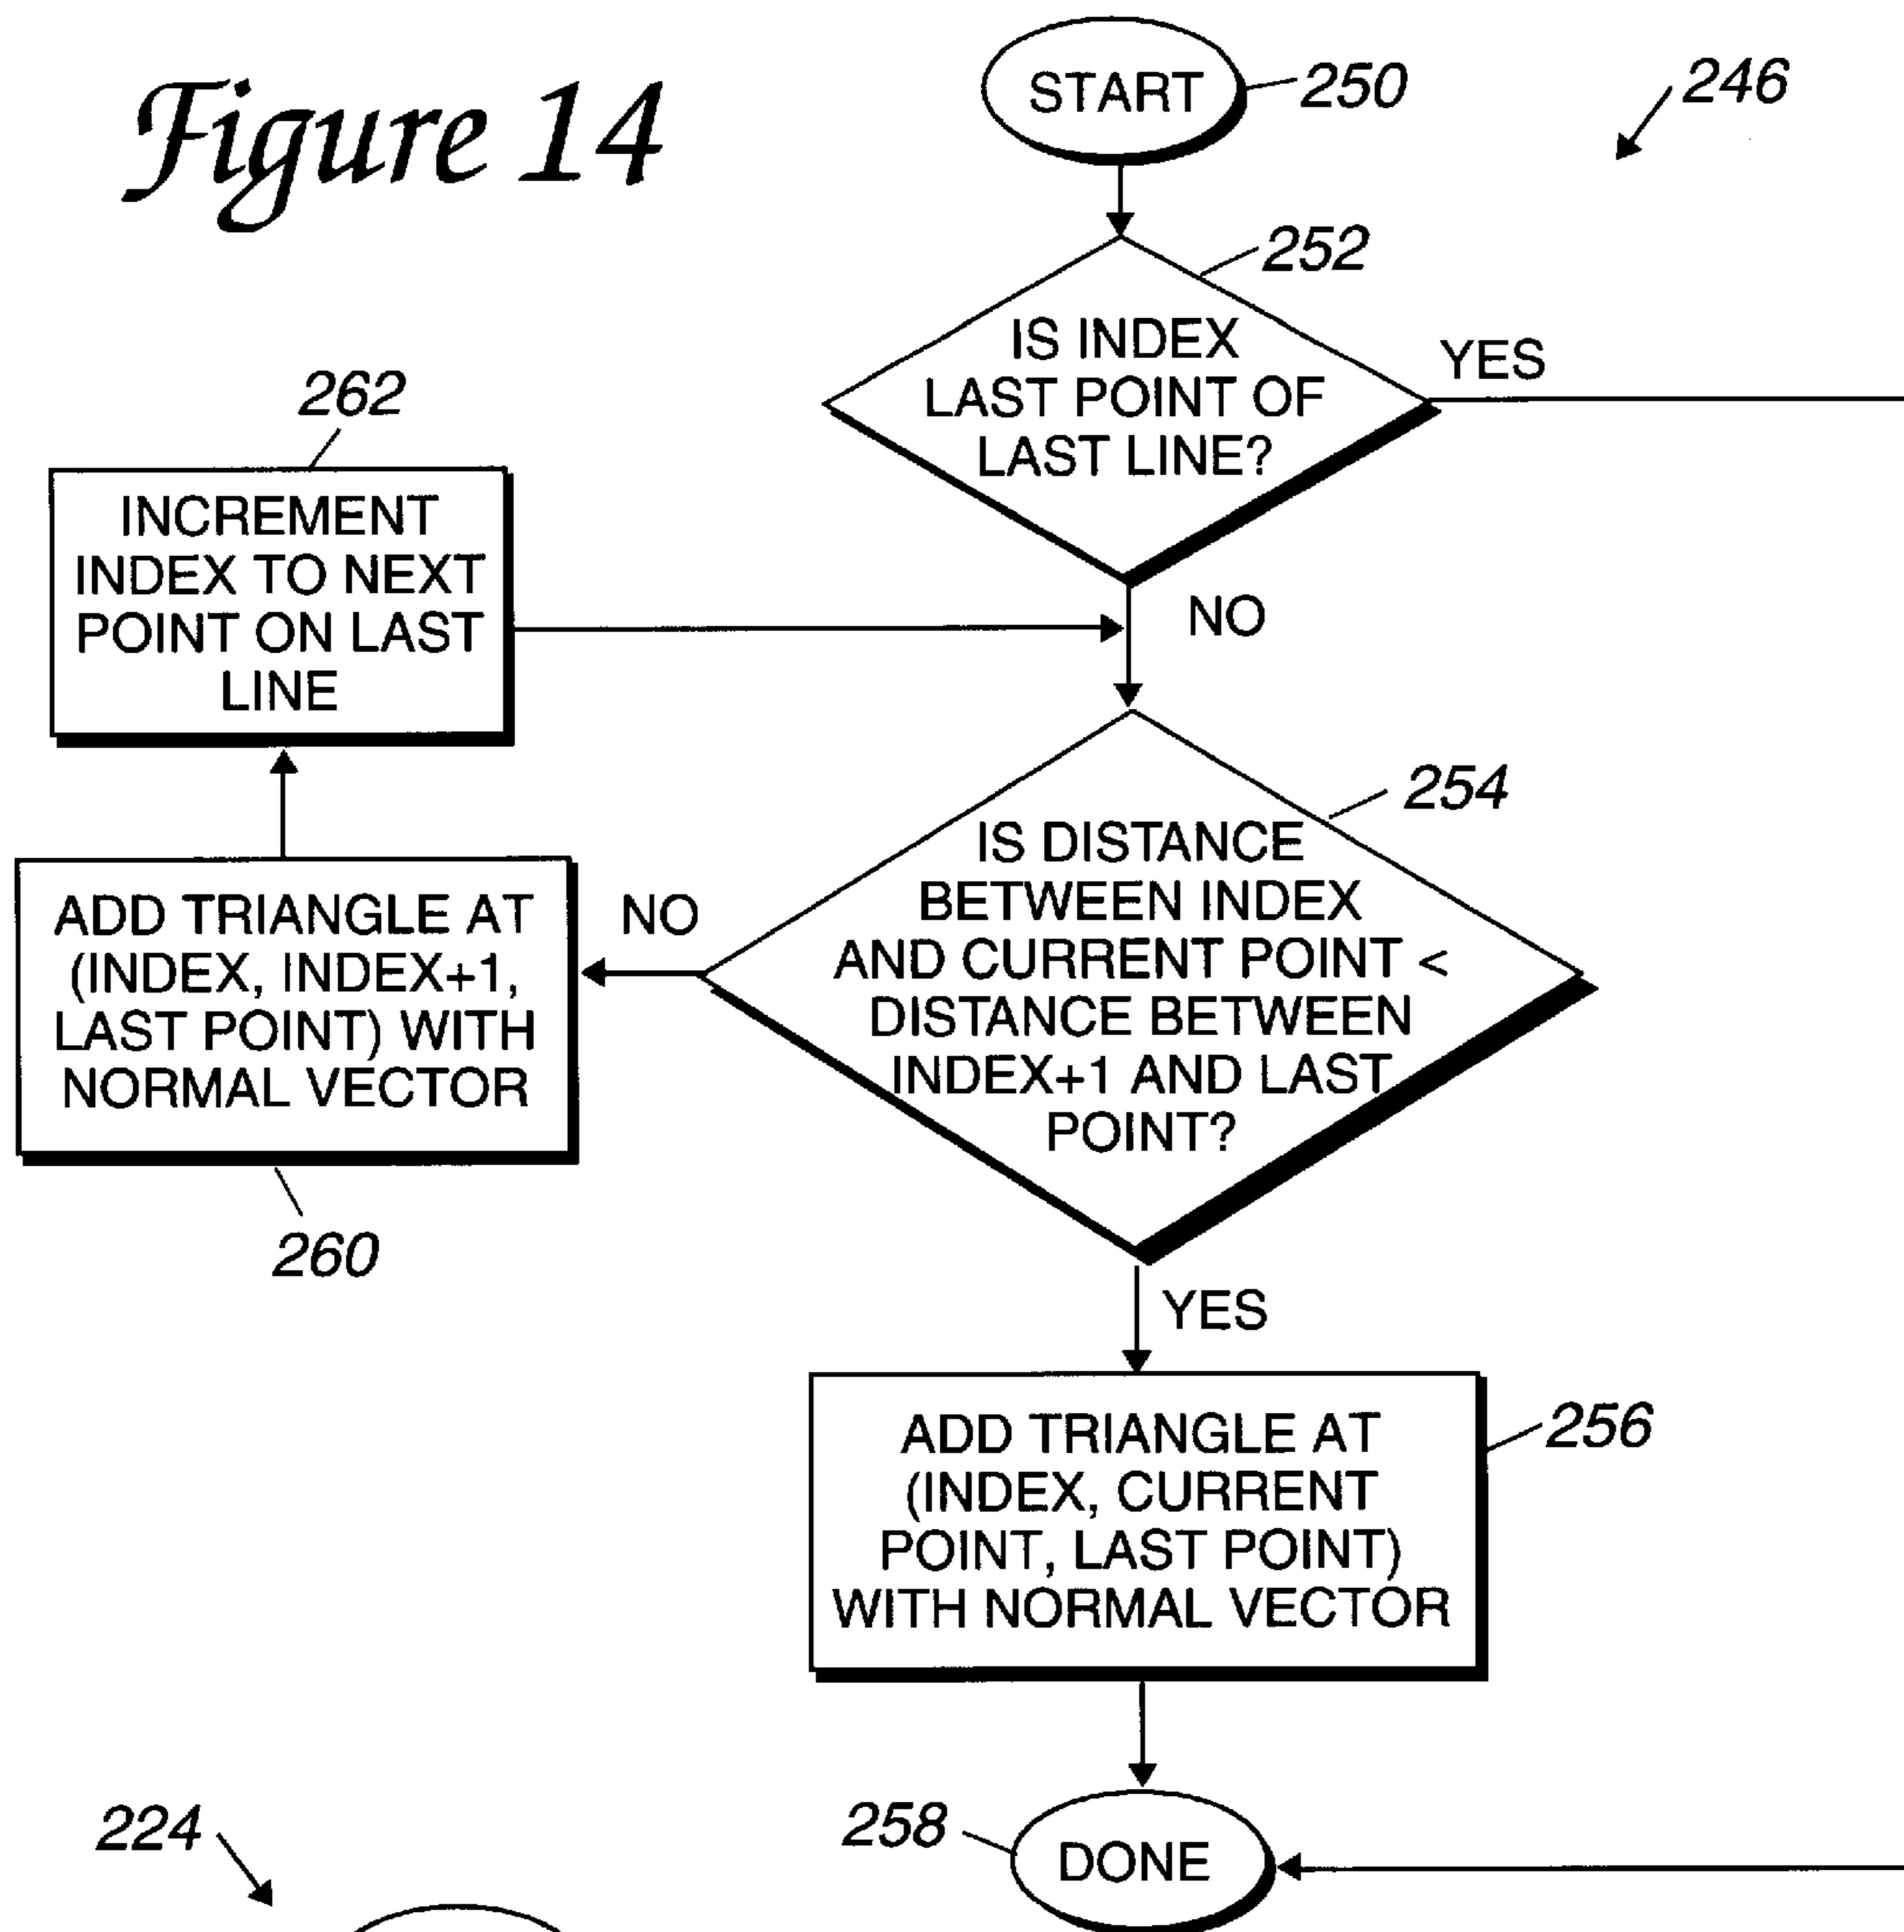 Figure 14
START
250
246
252
IS INDEX
LAST POINT OF
LAST LINE?
YES
262
INCREMENT
INDEX TO NEXT
POINT ON LAST
LINE
NO
254
IS DISTANCE
BETWEEN INDEX
AND CURRENT POINT <
DISTANCE BETWEEN
INDEX+1 AND LAST
POINT?
NO
ADD TRIANGLE AT
(INDEX, INDEX+1,
LAST POINT) WITH
NORMAL VECTOR
260
YES
ADD TRIANGLE AT
(INDEX, CURRENT
POINT, LAST POINT)
WITH NORMAL VECTOR
256
224
258
DONE